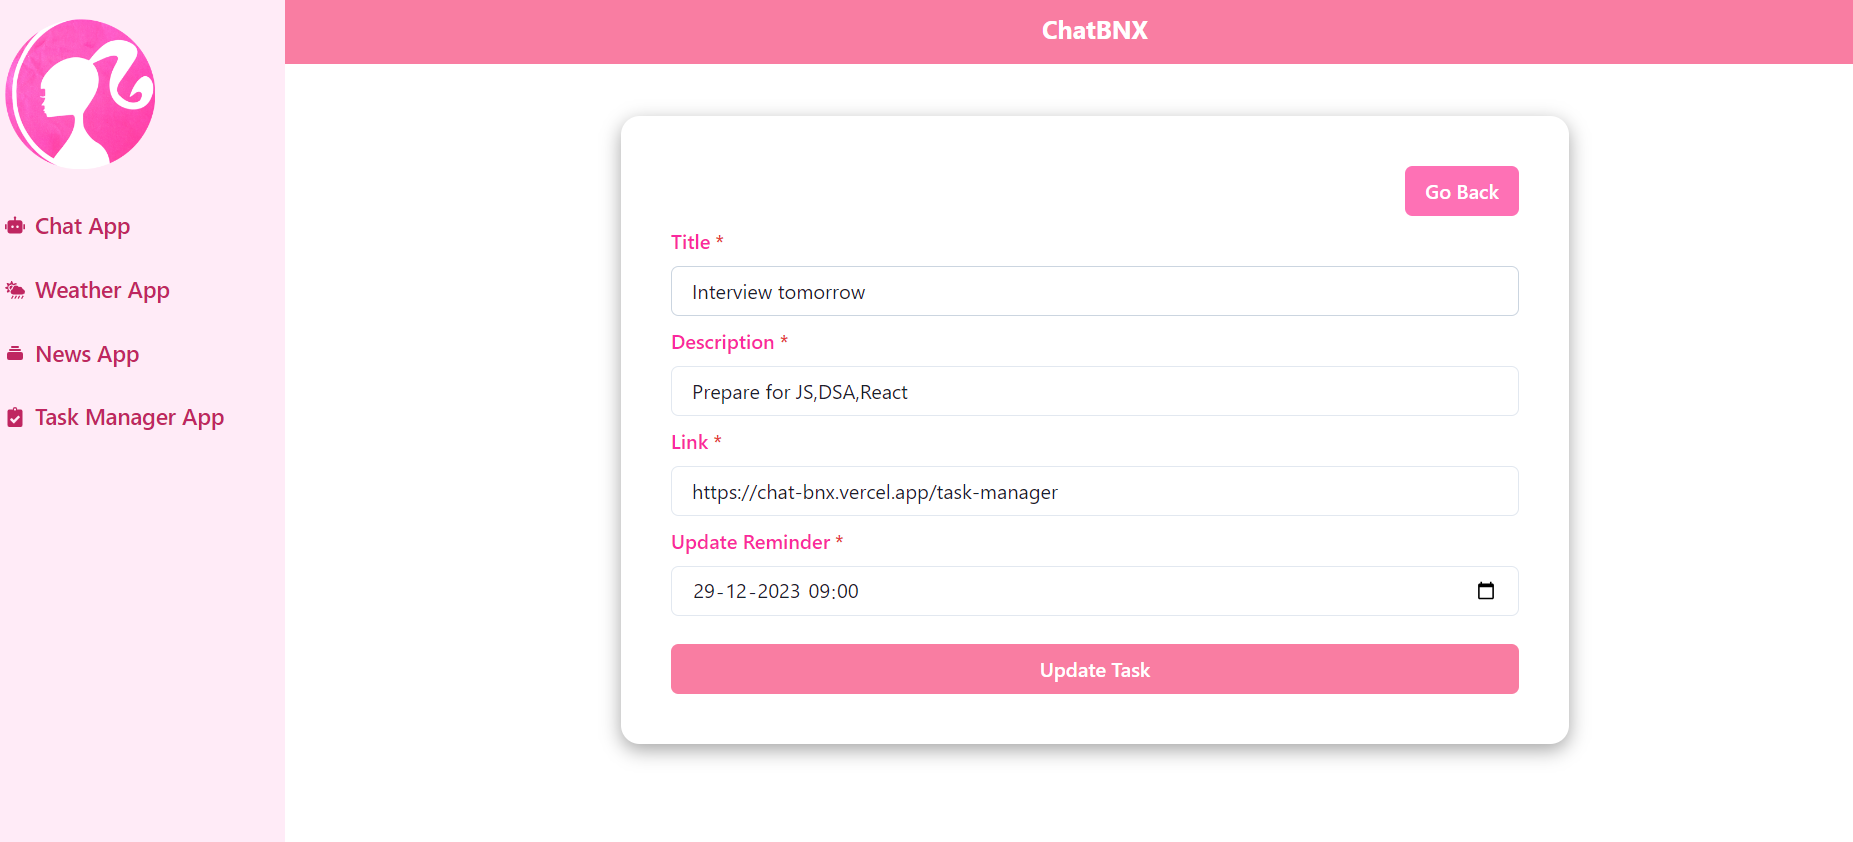 ChatBNX
Chat App
Weather App
News App
Task Manager App
Go Back
Title *
Interview tomorrow
Description *
Prepare for JS,DSA,React
Link *
https://chat-bnx.vercel.app/task-manager
Update Reminder *
29-12-2023 09:00
Update Task